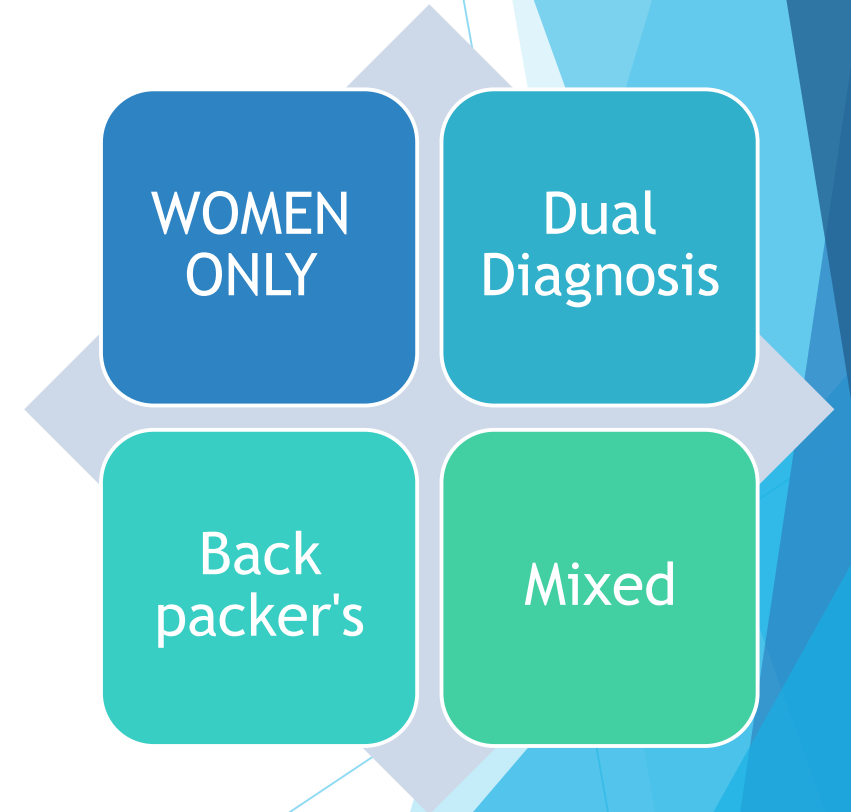 WOMEN
ONLY
Dual
Diagnosis
Back
packer's
Mixed